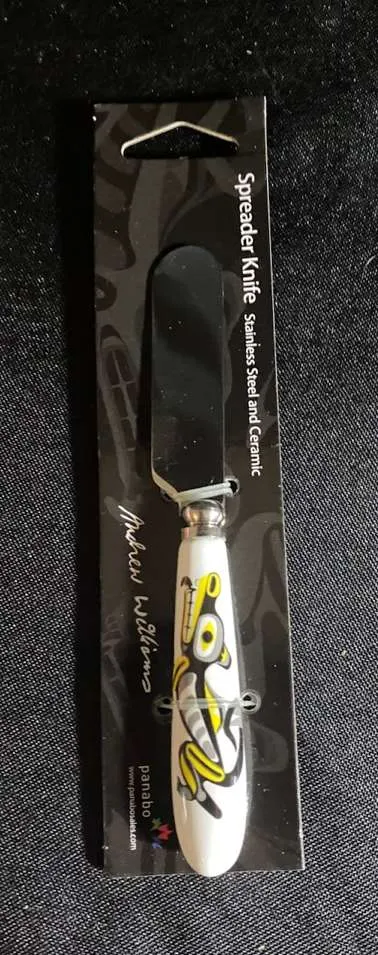 Spreader Knife Stainless Steel and Ceramic
Andrew Williams
panabo
www.panabosales.com